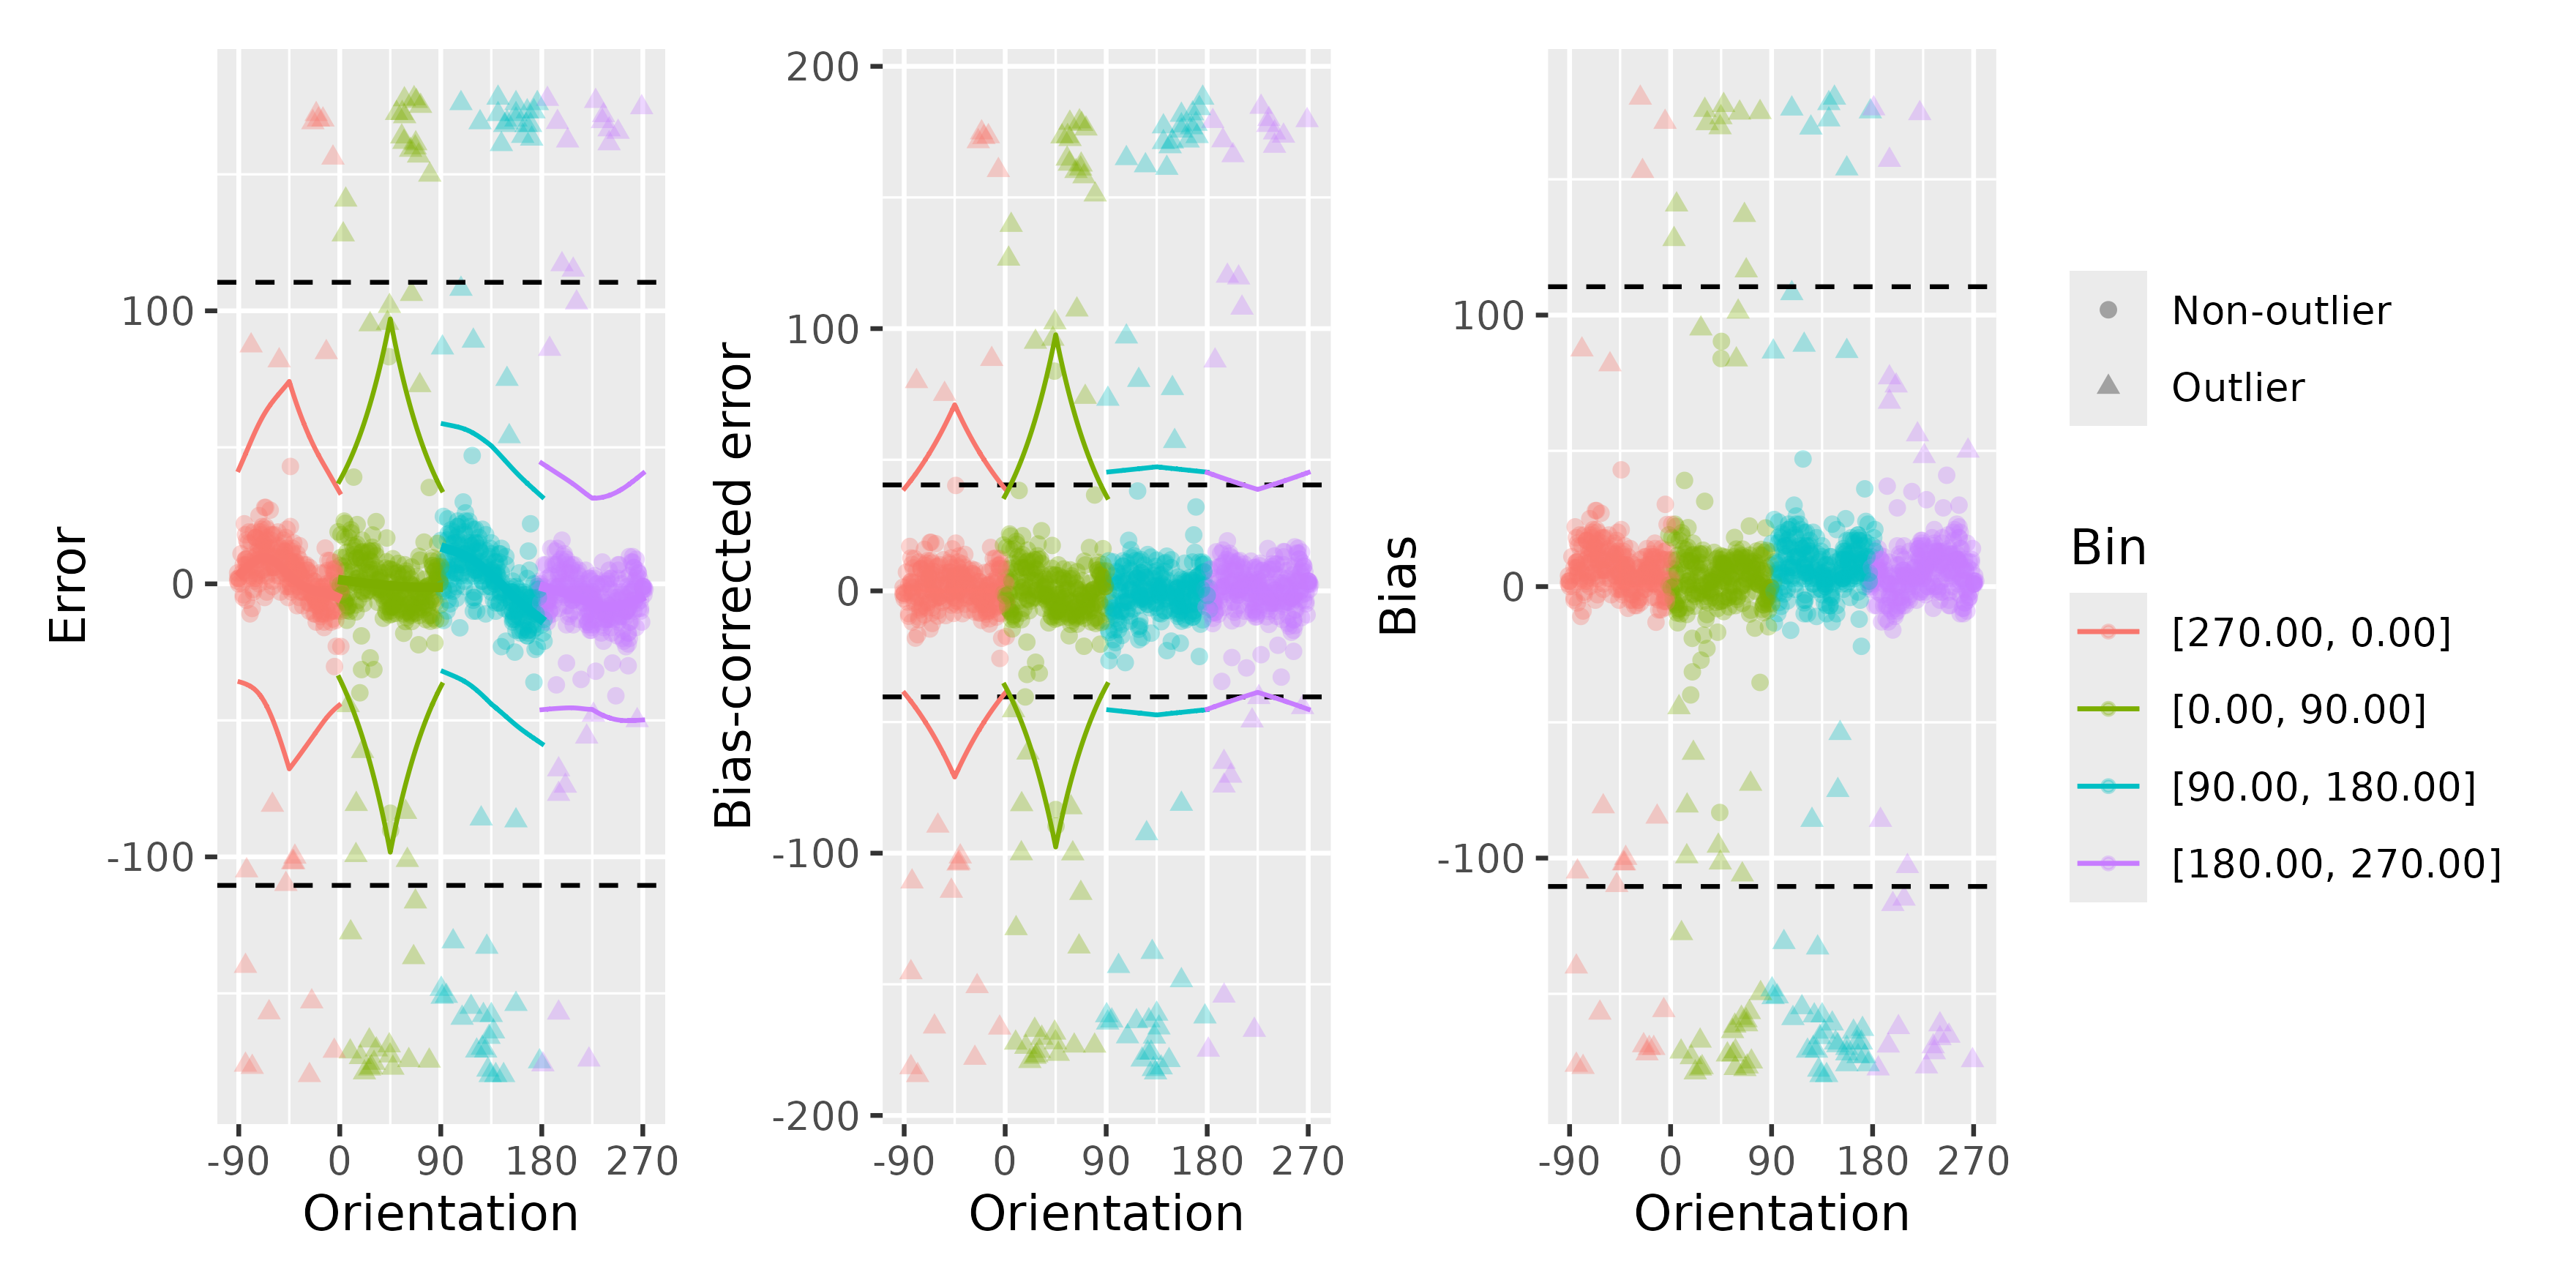 Error
100
0
-100
-90 0 90 180 270
Orientation
Bias-corrected error
200
100
0
-100
-200
-90 0 90 180 270
Orientation
Bias
100
0
-100
-90 0 90 180 270
Orientation
Non-outlier
Outlier
Bin
[270.00, 0.00]
[0.00, 90.00]
[90.00, 180.00]
[180.00, 270.00]